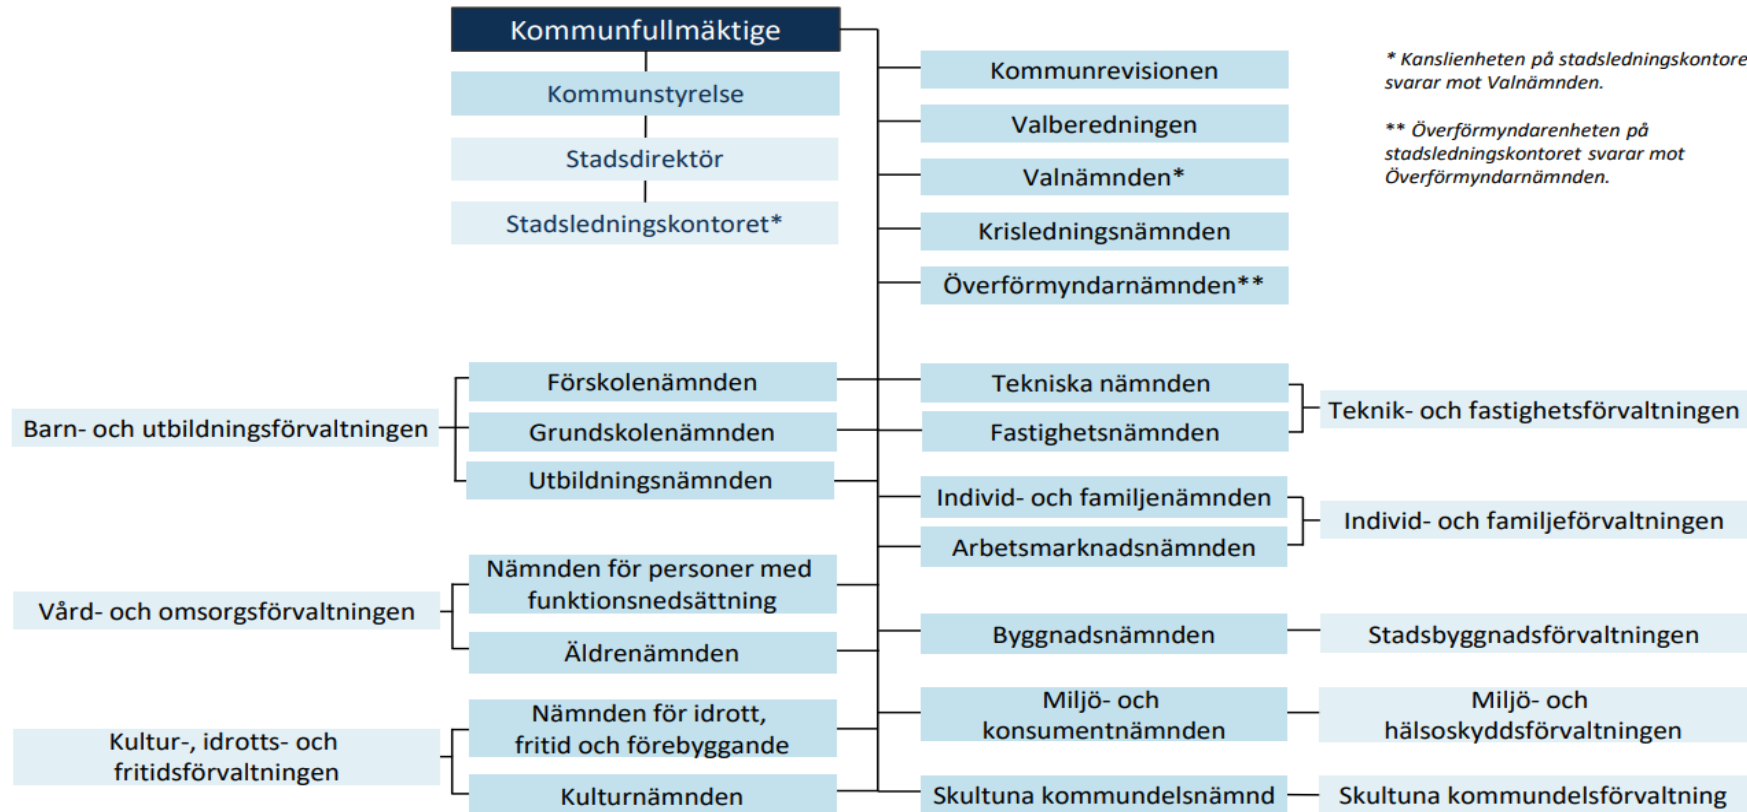 Kommunfullmäktige
Kommunstyrelse
Stadsdirektör
Stadsledningskontoret*
Kommunrevisionen
Valberedningen
Valnämnden*
Krisledningsnämnden
Överförmyndarnämnden**
* Kanslienheten på stadsledningskontore
svarar mot Valnämnden.
** Överförmyndarenheten på
stadsledningskontoret svarar mot
Överförmyndarnämnden.
Barn- och utbildningsförvaltningen
Förskolenämnden
Grundskolenämnden
Utbildningsnämnden
Tekniska nämnden
Fastighetsnämnden
Teknik- och fastighetsförvaltningen
Individ- och familjenämnden
Arbetsmarknadsnämnden
Individ- och familjeförvaltningen
Vård- och omsorgsförvaltningen
Nämnden för personer med
funktionsnedsättning
Äldrenämnden
Byggnadsnämnden
Stadsbyggnadsförvaltningen
Kultur-, idrotts- och
fritidsförvaltningen
Nämnden för idrott,
fritid och förebyggande
Kulturnämnden
Miljö- och
konsumentnämnden
Miljö- och
hälsoskyddsförvaltningen
Skultuna kommundelsnämnd
Skultuna kommundelsförvaltning